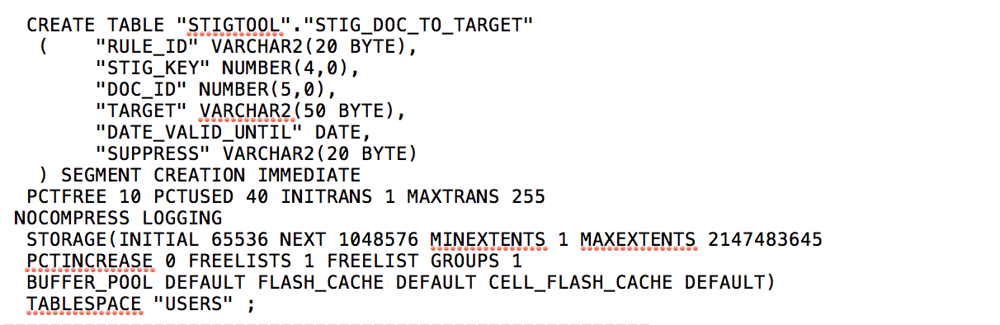 CREATE TABLE "STIGTOOL"."STIG_DOC_TO_TARGET"
( "RULE_ID" VARCHAR2(20 BYTE),
"STIG_KEY" NUMBER(4,0),
"DOC_ID" NUMBER(5,0),
"TARGET" VARCHAR2(50 BYTE),
"DATE_VALID_UNTIL" DATE,
"SUPPRESS" VARCHAR2(20 BYTE)
) SEGMENT CREATION IMMEDIATE
PCTFREE 10 PCTUSED 40 INITRANS 1 MAXTRANS 255
NOCOMPRESS LOGGING
STORAGE(INITIAL 65536 NEXT 1048576 MINEXTENTS 1 MAXEXTENTS 2147483645
PCTINCREASE 0 FREELISTS 1 FREELIST GROUPS 1
BUFFER_POOL DEFAULT FLASH_CACHE DEFAULT CELL_FLASH_CACHE DEFAULT)
TABLESPACE "USERS" ;